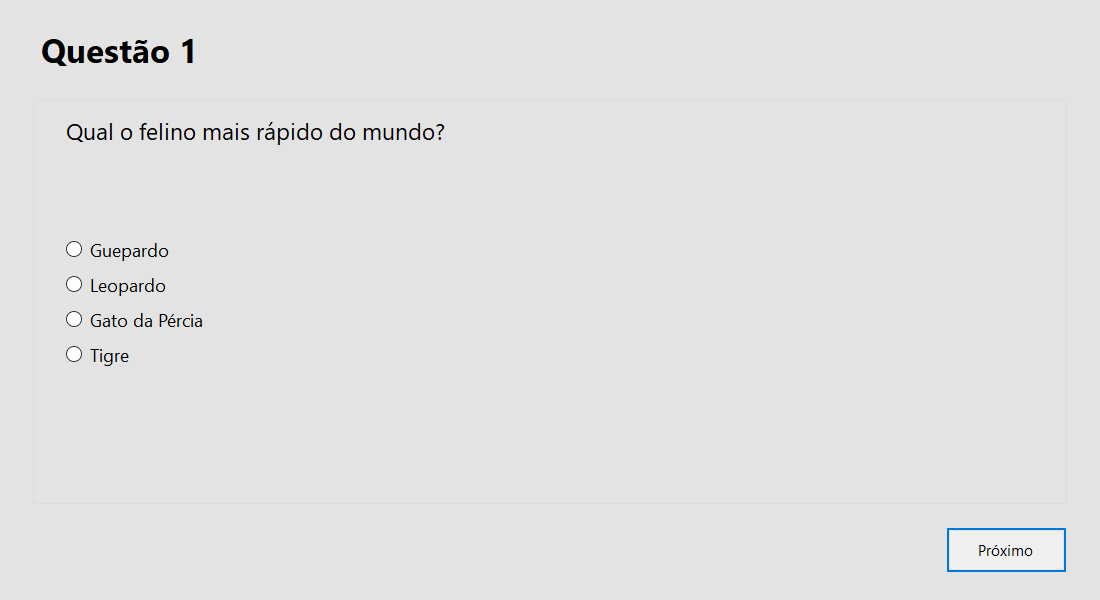 Questão 1
Qual o felino mais rápido do mundo?
Guepardo
Leopardo
Gato da Pércia
Tigre
Próximo